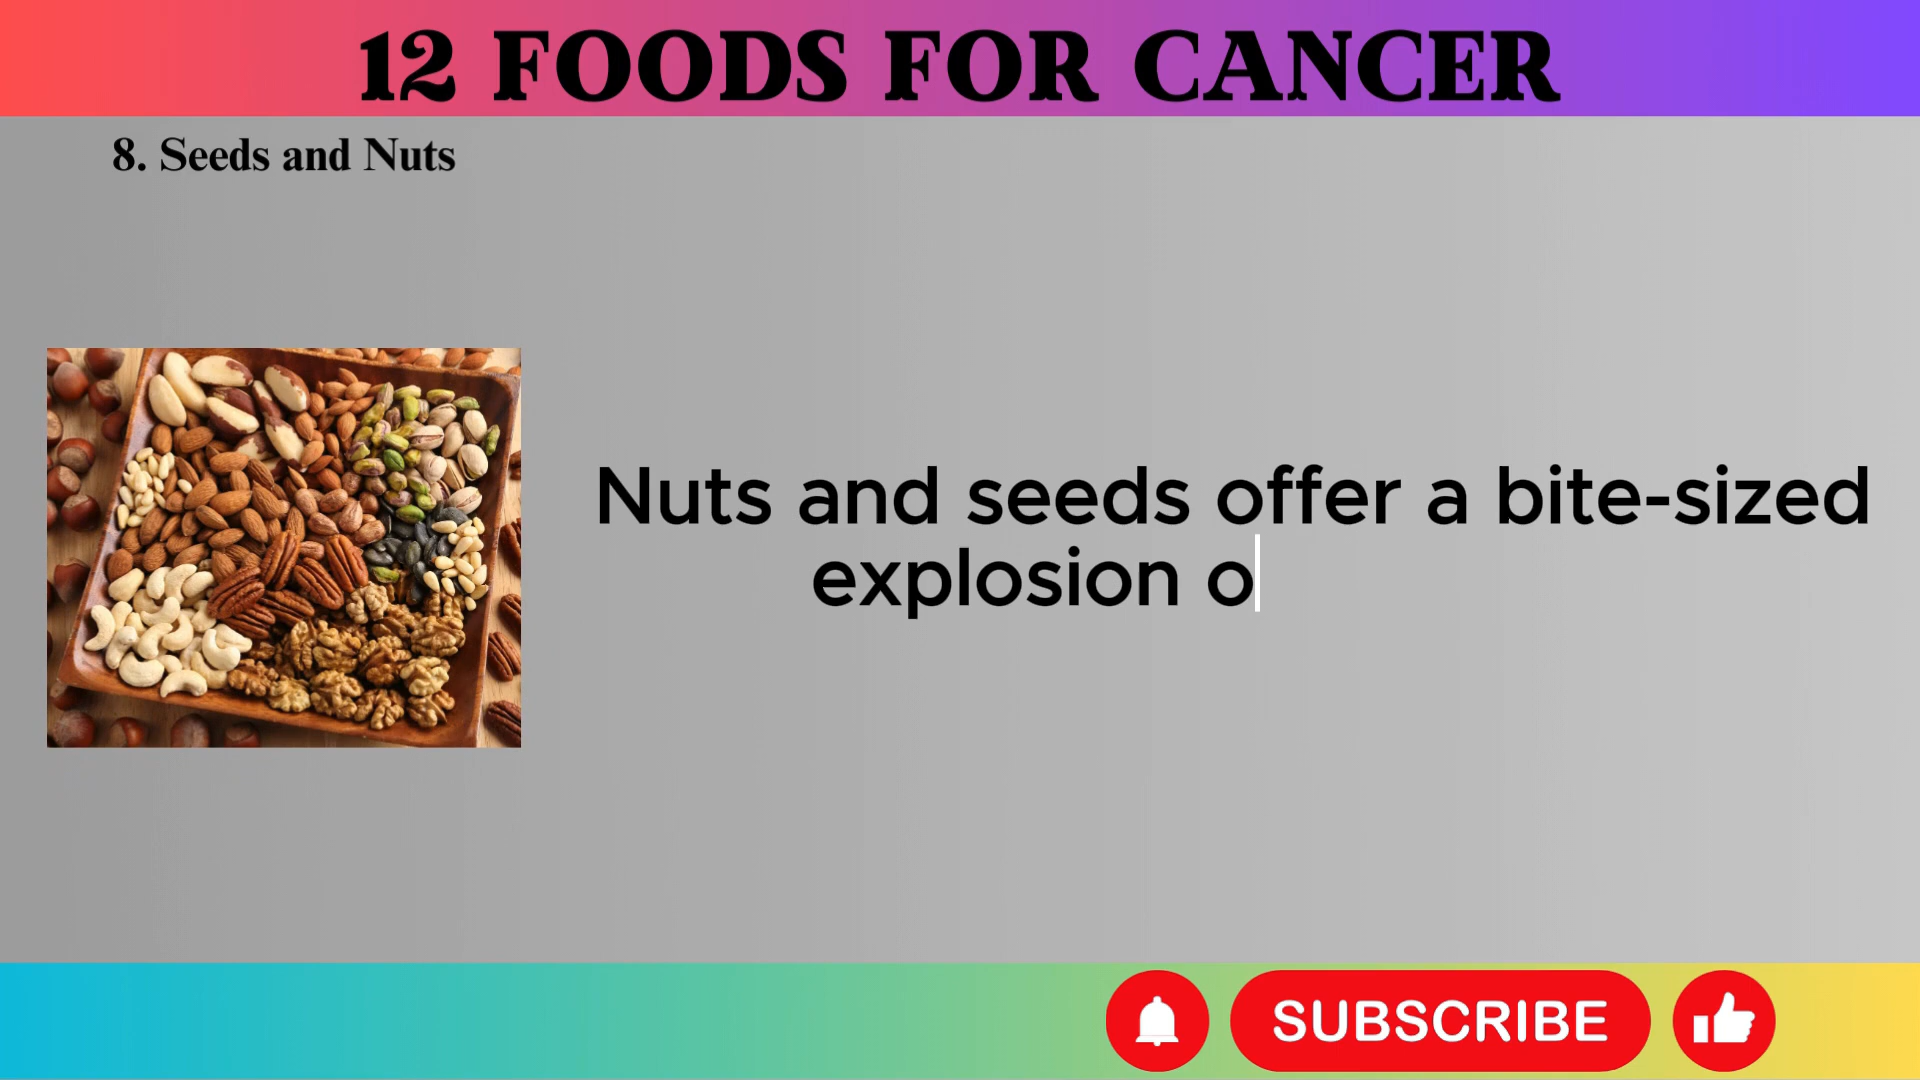 12 FOODS FOR CANCER
8. Seeds and Nuts
Nuts and seeds offer a bite-sized
explosion o
SUBSCRIBE